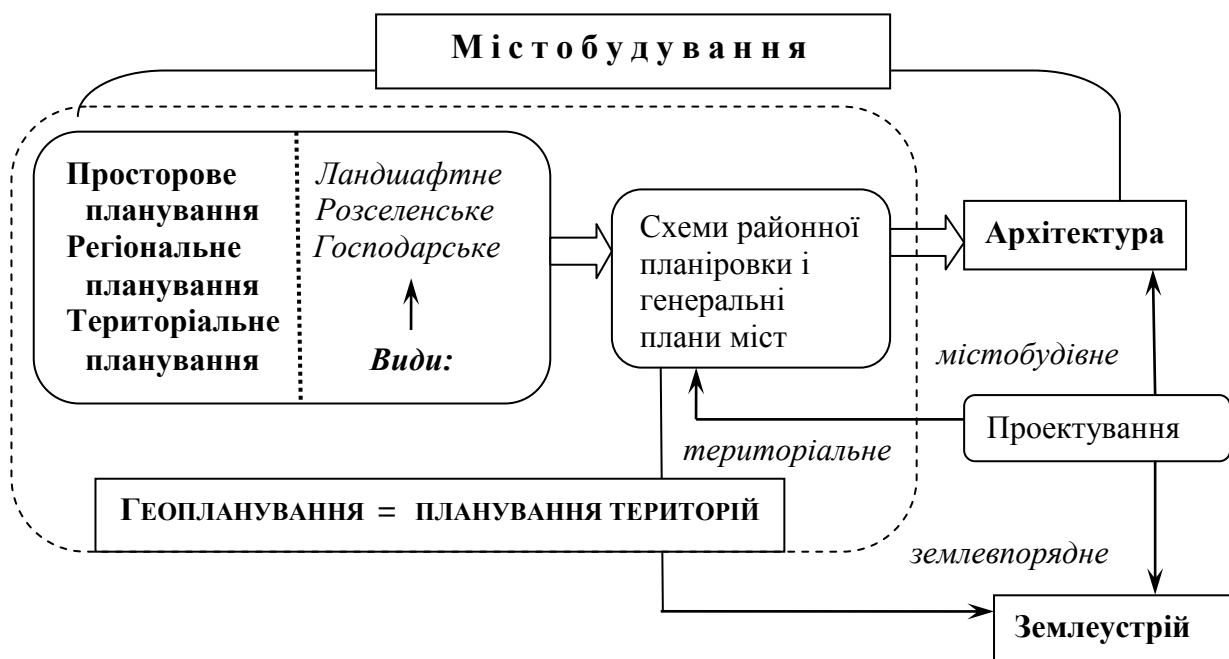 Містобудування
Просторове
планування
Регіональне
планування
Територіальне
планування
Ландшафтне
Розселенське
Господарське
Види:
Схеми районної
планіровки і
генеральні
плани міст
Архітектура
містобудівне
Проектування
територіальне
ГЕОПЛАНУВАННЯ = ПЛАНУВАННЯ ТЕРИТОРІЙ
землевпорядне
Землеустрій